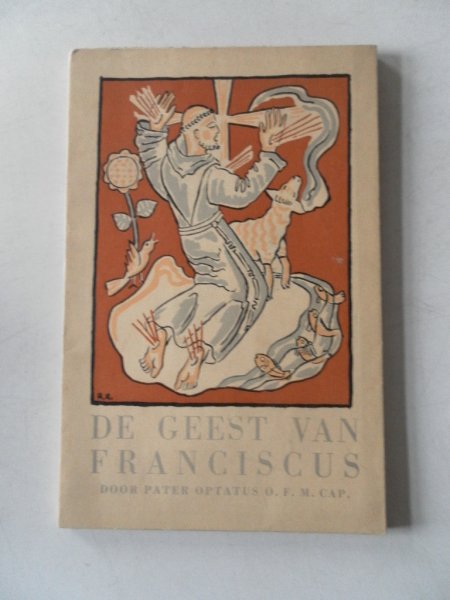 DE GEEST VAN
FRANCISCUS
DOOR PATER OPTATUS O. F. M. CAP.